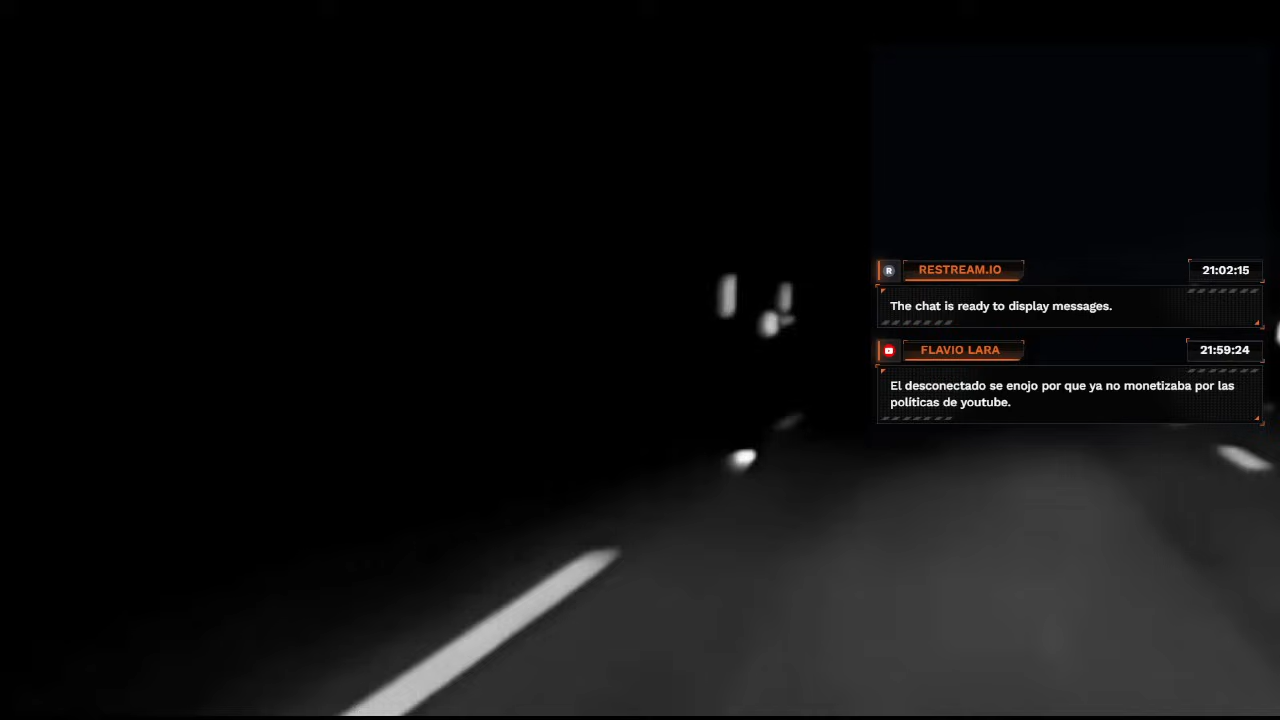 R RESTREAM.IO 21:02:15
The chat is ready to display messages.
FLAVIO LARA 21:59:24
El desconectado se enojo por que ya no monetizaba por las
políticas de youtube.